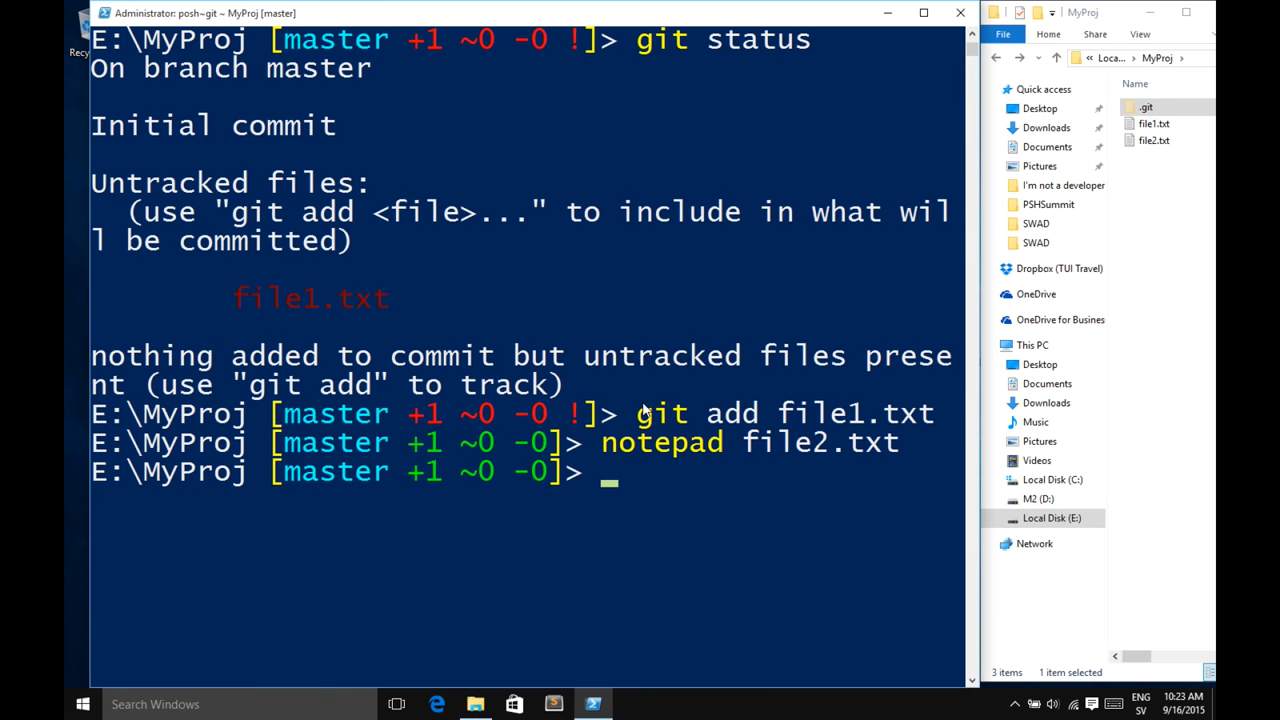 Administrator: posh~git ~ MyProj [master]
E:\MyProj [master +1 ~0 -0 !]> git status
On branch master
Initial commit
Untracked files:
(use "git add <file>..." to include in what wil
l be committed)
file1.txt
nothing added to commit but untracked files prese
nt (use "git add" to track)
E:\MyProj [master +1 ~0 -0 !]> git add file1.txt
E:\MyProj [master +1 ~0 -0]> notepad file2.txt
E:\MyProj [master +1 ~0 -0]>
MyProj
File Home Share View
« Loca... › MyProj ›
Name
Quick access
Desktop
Downloads
Documents
Pictures
I'm not a developer
PSHSummit
SWAD
SWAD
Dropbox (TUI Travel)
OneDrive
OneDrive for Busines
This PC
Desktop
Documents
Downloads
Music
Pictures
Videos
Local Disk (C:)
M2 (D:)
Local Disk (E:)
Network
.git
file1.txt
file2.txt
3 items 1 item selected
Recy
Search Windows
ENG
SV
10:23 AM
9/16/2015